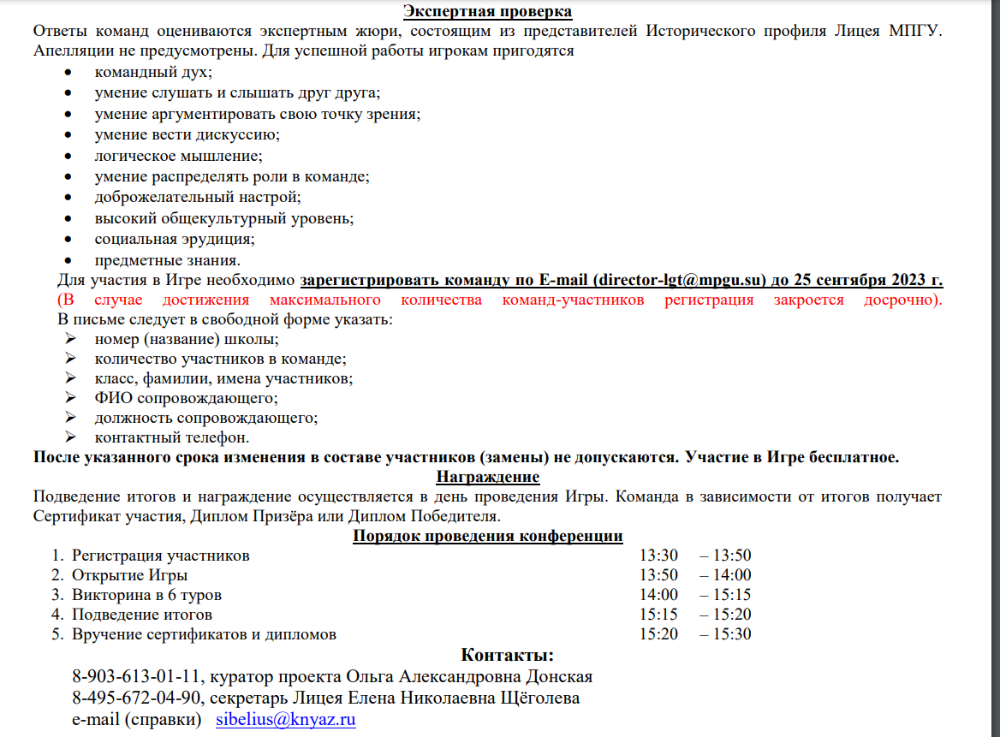 Экспертная проверка
Ответы команд оцениваются экспертным жюри, состоящим из представителей Исторического профиля Лицея МПГУ.
Апелляции не предусмотрены. Для успешной работы игрокам пригодятся
• командный дух;
• умение слушать и слышать друг друга;
• умение аргументировать свою точку зрения;
• умение вести дискуссию;
• логическое мышление;
• умение распределять роли в команде;
• доброжелательный настрой;
• высокий общекультурный уровень;
• социальная эрудиция;
• предметные знания.
Для участия в Игре необходимо зарегистрировать команду по E-mail (director-lgt@mpgu.su) до 25 сентября 2023 г.
(В случае достижения максимального количества команд-участников регистрация закроется досрочно).
В письме следует в свободной форме указать:
➢ номер (название) школы;
➢ количество участников в команде;
➢ класс, фамилии, имена участников;
➢ ФИО сопровождающего;
➢ должность сопровождающего;
➢ контактный телефон.
После указанного срока изменения в составе участников (замены) не допускаются. Участие в Игре бесплатное.
Награждение
Подведение итогов и награждение осуществляется в день проведения Игры. Команда в зависимости от итогов получает
Сертификат участия, Диплом Призёра или Диплом Победителя.
Порядок проведения конференции
1. Регистрация участников 13:30 – 13:50
2. Открытие Игры 13:50 – 14:00
3. Викторина в 6 туров 14:00 – 15:15
4. Подведение итогов 15:15 – 15:20
5. Вручение сертификатов и дипломов 15:20 – 15:30
Контакты:
8-903-613-01-11, куратор проекта Ольга Александровна Донская
8-495-672-04-90, секретарь Лицея Елена Николаевна Щёголева
e-mail (справки) sibelius@knyaz.ru